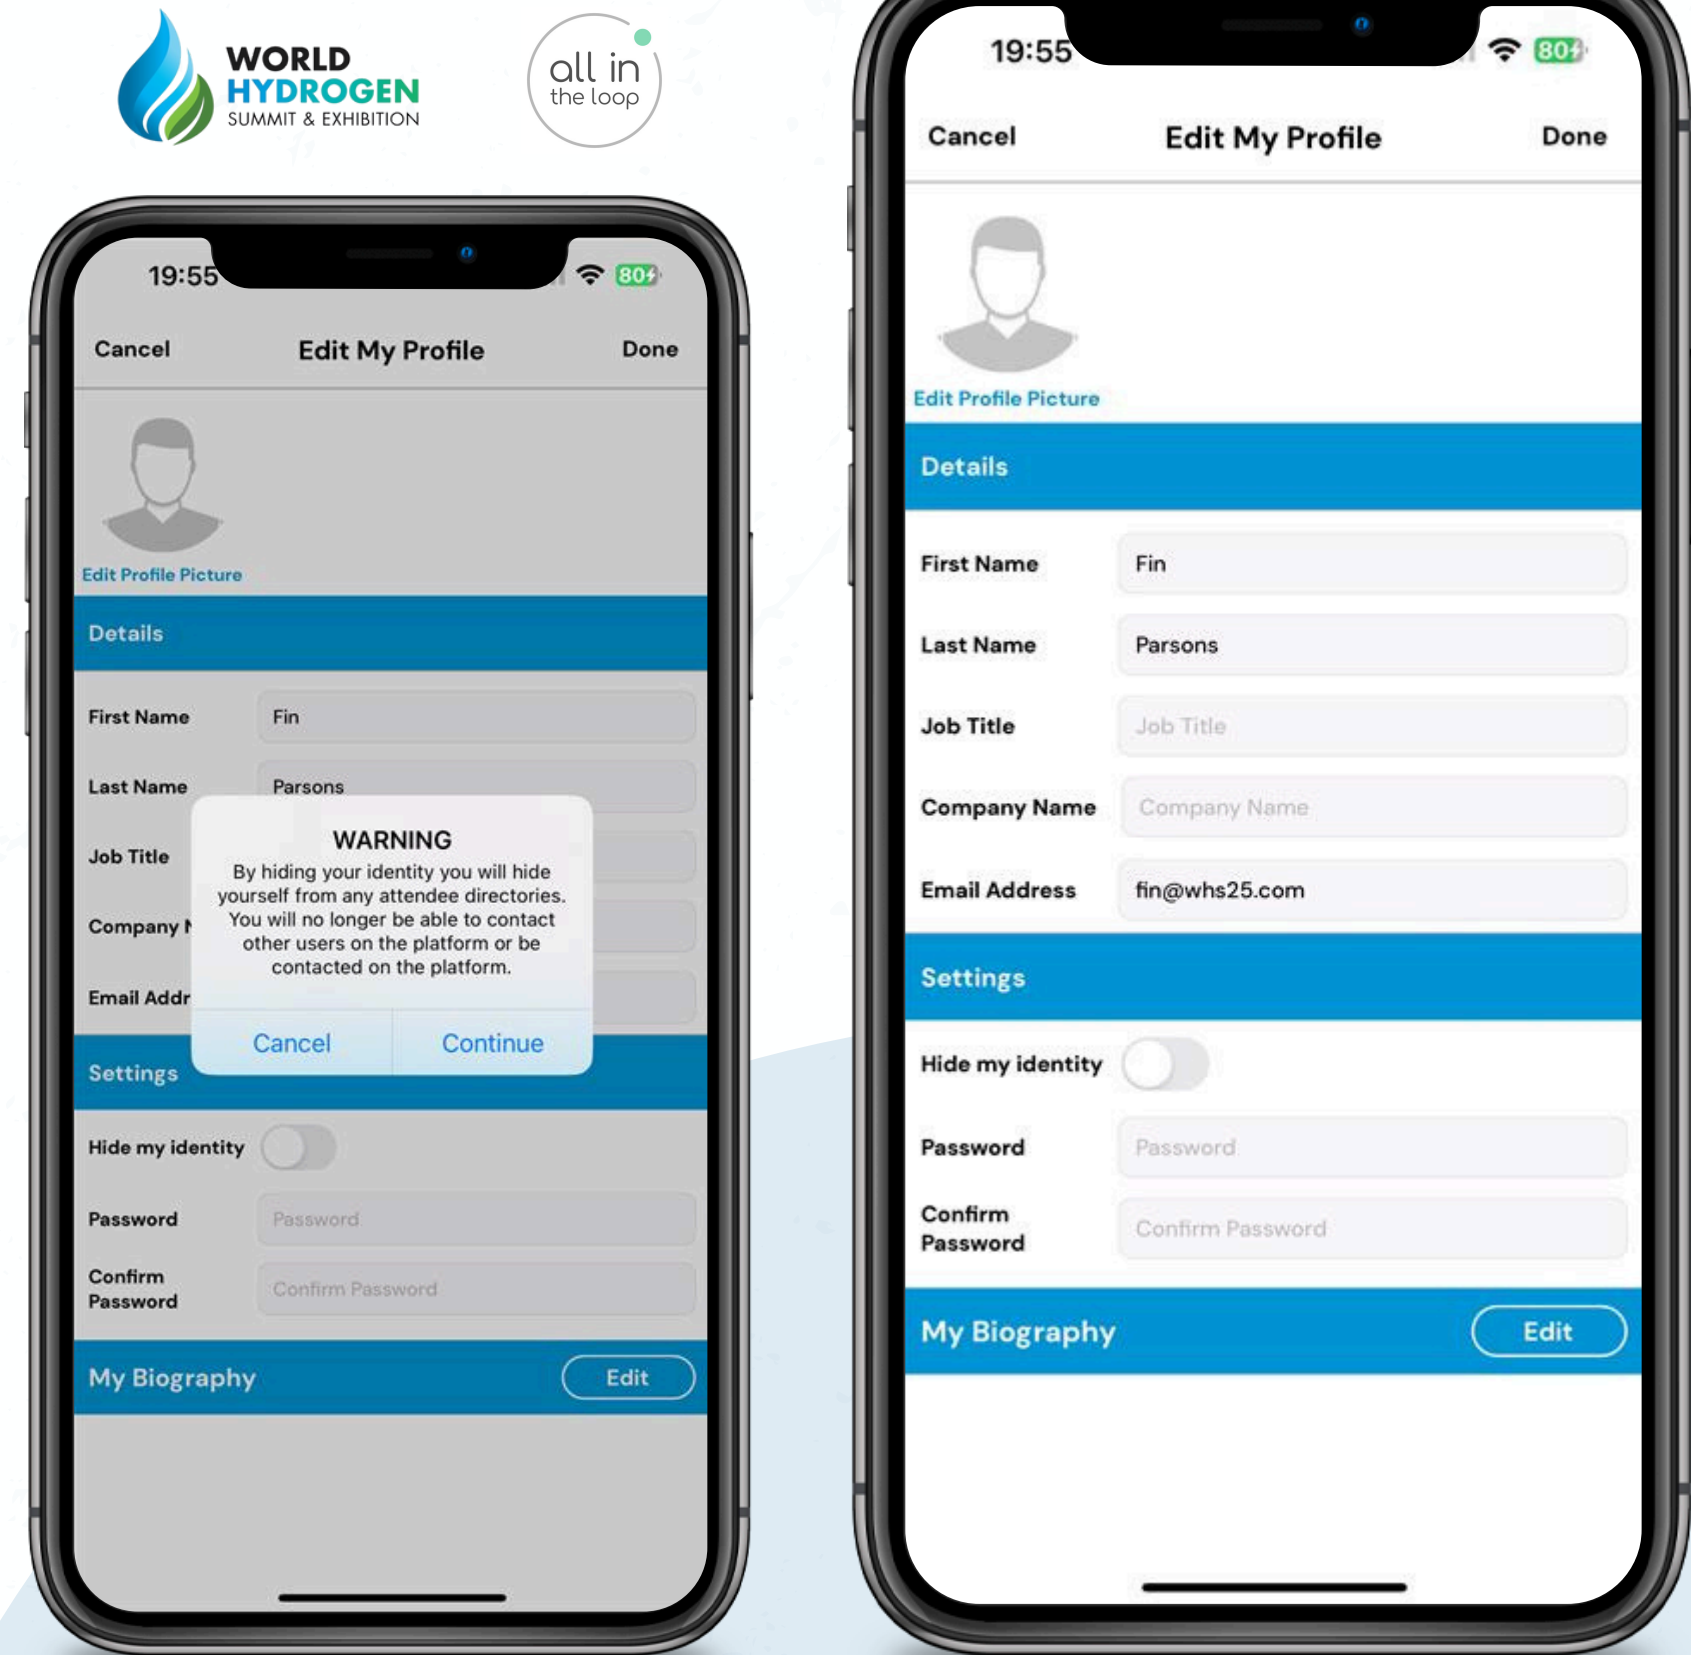 WORLD
HYDROGEN
SUMMIT & EXHIBITION
all in
the loop
19:55
80
Cancel
Edit My Profile
Done
Edit Profile Picture
Details
First Name
Fin
Last Name
Parsons
Job Title
Company N
Email Addr
WARNING
By hiding your identity you will hide
yourself from any attendee directories.
You will no longer be able to contact
other users on the platform or be
contacted on the platform.
Cancel
Continue
Settings
Hide my identity
Password
Password
Confirm
Password
Confirm Password
My Biography
Edit
19:55
80
Cancel
Edit My Profile
Done
Edit Profile Picture
Details
First Name
Fin
Last Name
Parsons
Job Title
Job Title
Company Name
Company Name
Email Address
fin@whs25.com
Settings
Hide my identity
Password
Password
Confirm
Password
Confirm Password
My Biography
Edit